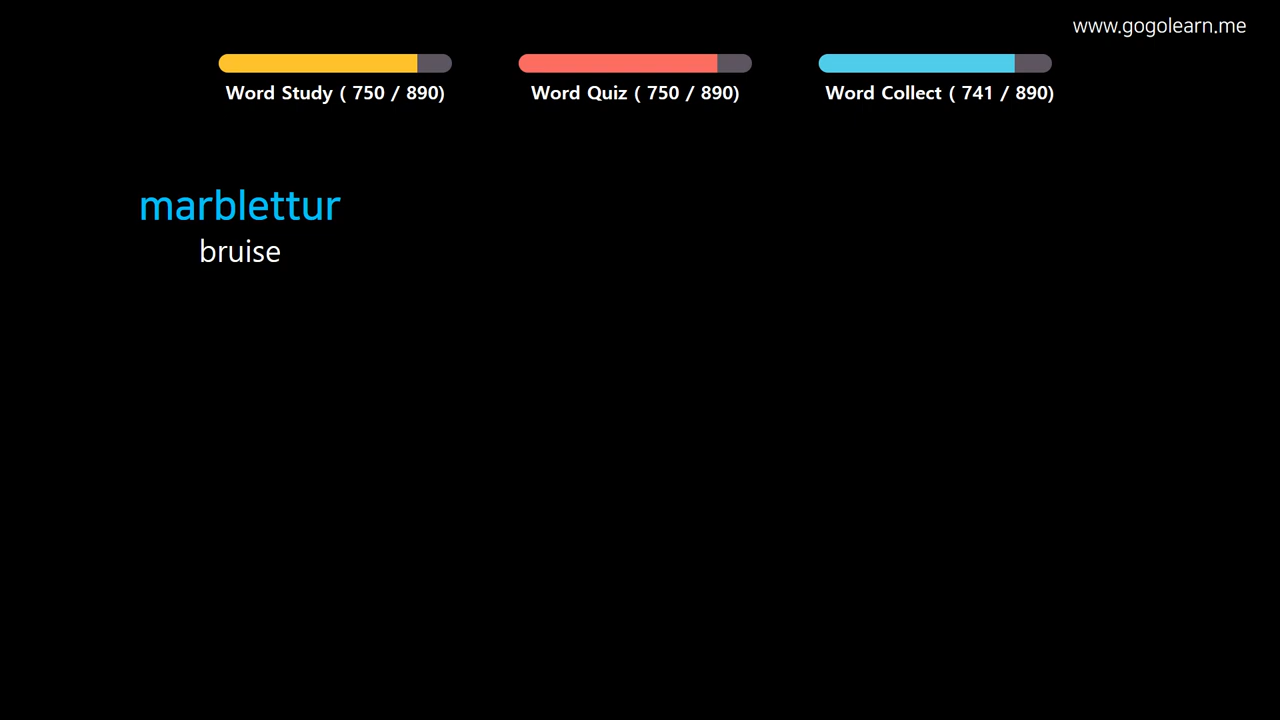 www.gogolearn.me
Word Study ( 750 / 890)
Word Quiz ( 750 / 890)
Word Collect ( 741 / 890)
marblettur
bruise